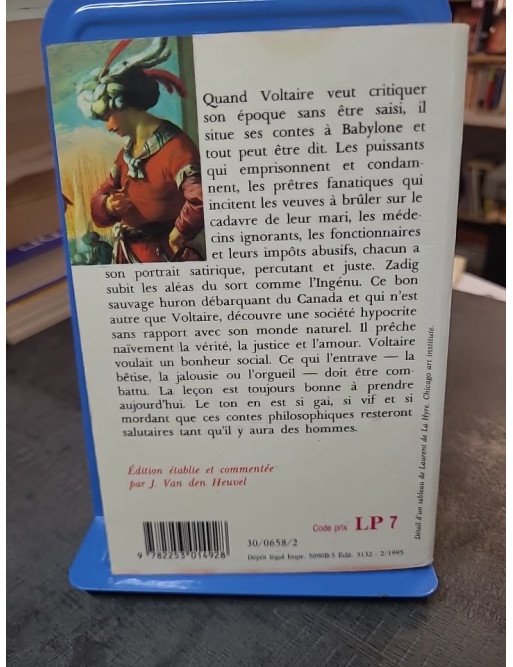 Quand Voltaire veut critiquer
son époque sans être saisi, il
situe ses contes à Babylone et
tout peut être dit. Les puissants
qui emprisonnent et condam-
nent, les prêtres fanatiques qui
incitent les veuves à brûler sur le
cadavre de leur mari, les méde-
cins ignorants, les fonctionnaires
et leurs impôts abusifs, chacun a
son portrait satirique, percutant et juste. Zadig
subit les aléas du sort comme l'Ingénu. Ce bon
sauvage huron débarquant du Canada et qui n'est
autre que Voltaire, découvre une société hypocrite
sans rapport avec son monde naturel. Il prêche
naïvement la vérité, la justice et l'amour. Voltaire
voulait un bonheur social. Ce qui l'entrave — la
bêtise, la jalousie ou l'orgueil — doit être com-
battu. La leçon est toujours bonne à prendre
aujourd'hui. Le ton en est si gai, si vif et si
mordant que ces contes philosophiques resteront
salutaires tant qu'il y aura des hommes.
Édition établie et commentée
par J. Van den Heuvel
Détail d'un tableau de Laurent de La Hyre. Chicago art institute.
9 782253 014928
30/0658/2
Code prix LP 7
Dépôt légal Impr. 5090B-5 Édit. 5132 2/1995